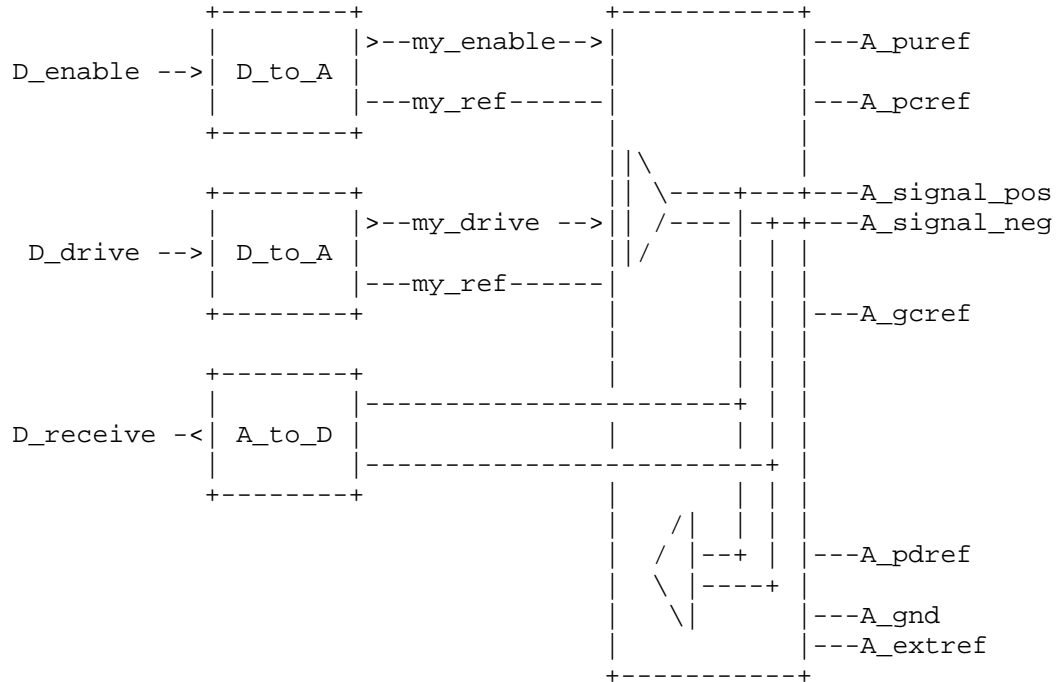 >--my_enable--> ---A_puref
D_enable --> D_to_A
---my_ref------ ---A_pcref
---A_signal_pos
>--my_drive --> ---A_signal_neg
D_drive --> D_to_A
---my_ref------
---A_gcref
D_receive -< A_to_D
---A_pdref
---A_gnd
---A_extref